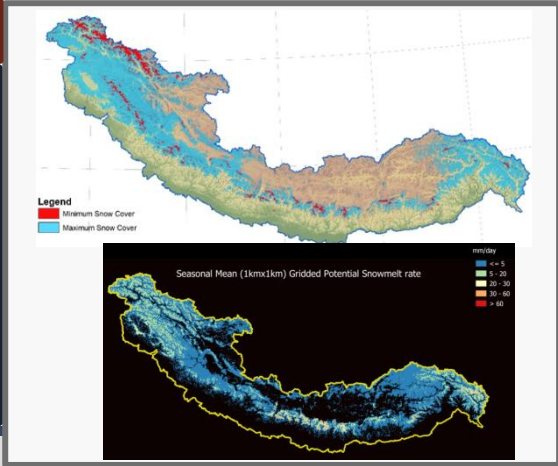 Legend
Minimum Snow Cover
Maximum Snow Cover
mm/day
Seasonal Mean (1kmx1km) Gridded Potential Snowmelt rate
<= 5
5 - 20
20 - 30
30 - 60
> 60